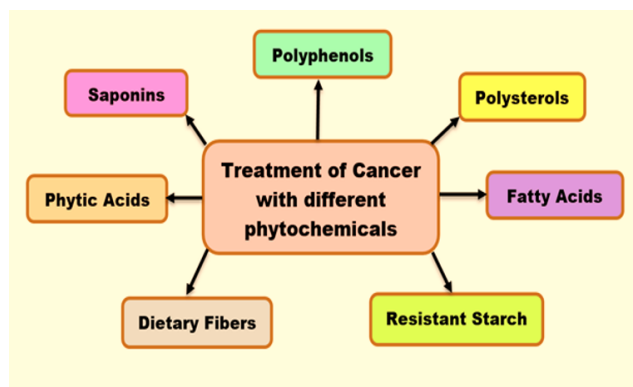 Polyphenols
Saponins
Polysterols
Treatment of Cancer
with different
phytochemicals
Phytic Acids
Fatty Acids
Dietary Fibers
Resistant Starch